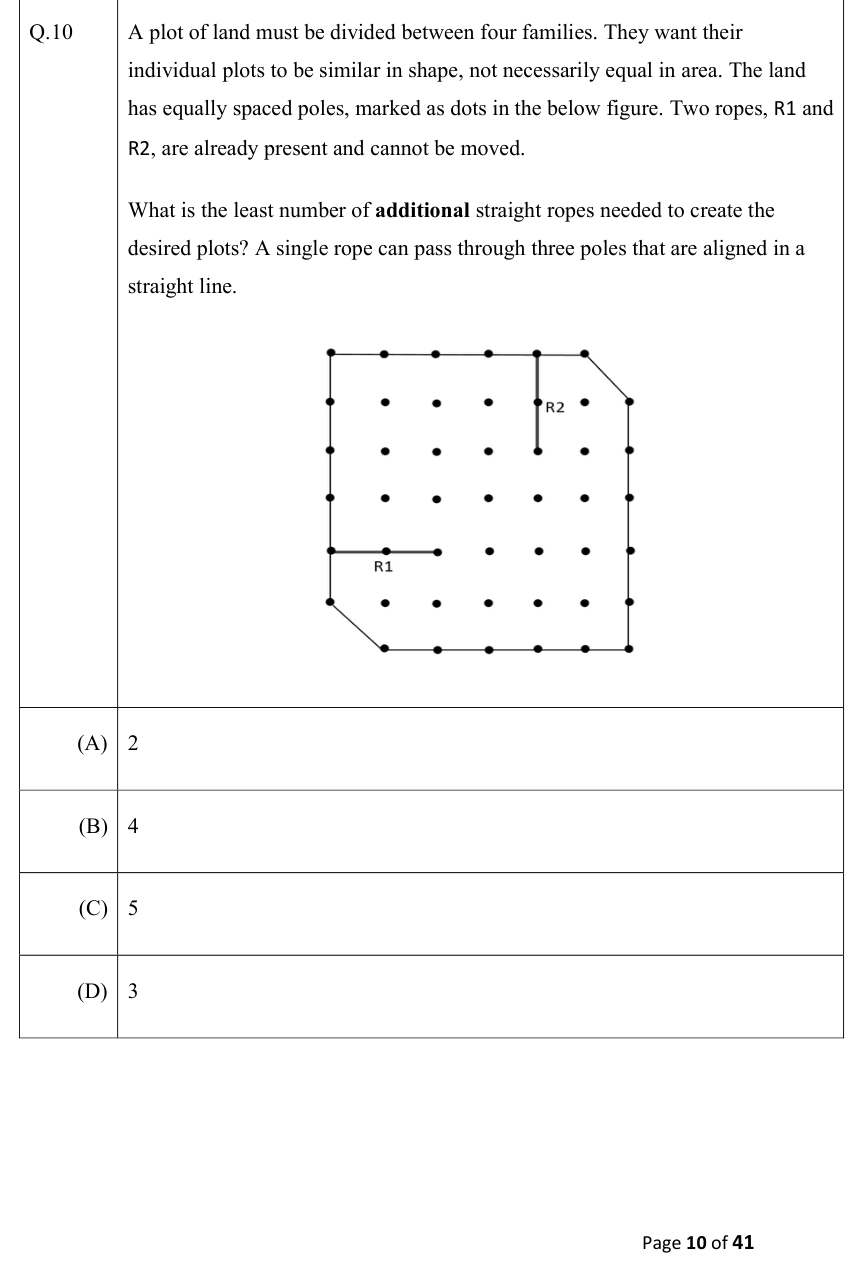 Q.10
A plot of land must be divided between four families. They want their
individual plots to be similar in shape, not necessarily equal in area. The land
has equally spaced poles, marked as dots in the below figure. Two ropes, R1 and
R2, are already present and cannot be moved.
What is the least number of additional straight ropes needed to create the
desired plots? A single rope can pass through three poles that are aligned in a
straight line.
R2
R1
(A) 2
(B) 4
(C) 5
(D) 3
Page 10 of 41